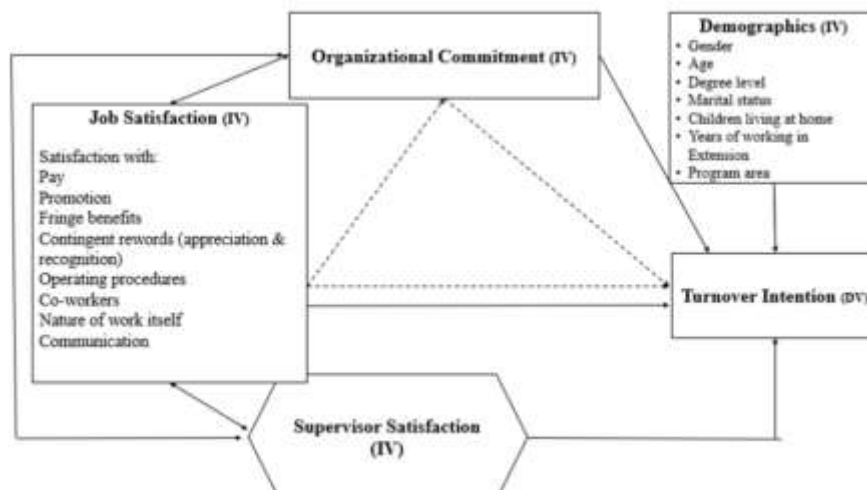 Organizational Commitment (IV)
Demographics (IV)
• Gender
• Age
• Degree level
• Marital status
• Children living at home
• Years of working in
Extension
• Program area
Job Satisfaction (IV)
Satisfaction with:
Pay
Promotion
Fringe benefits
Contingent rewords (appreciation &
recognition)
Operating procedures
Co-workers
Nature of work itself
Communication
Turnover Intention (DV)
Supervisor Satisfaction
(IV)